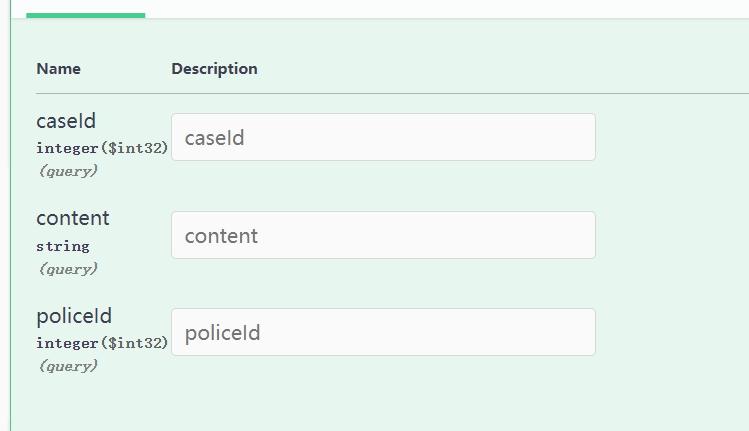 Name Description
caseId
integer($int32)
(query)
caseId
content
string
(query)
content
policeId
integer($int32)
(query)
policeId